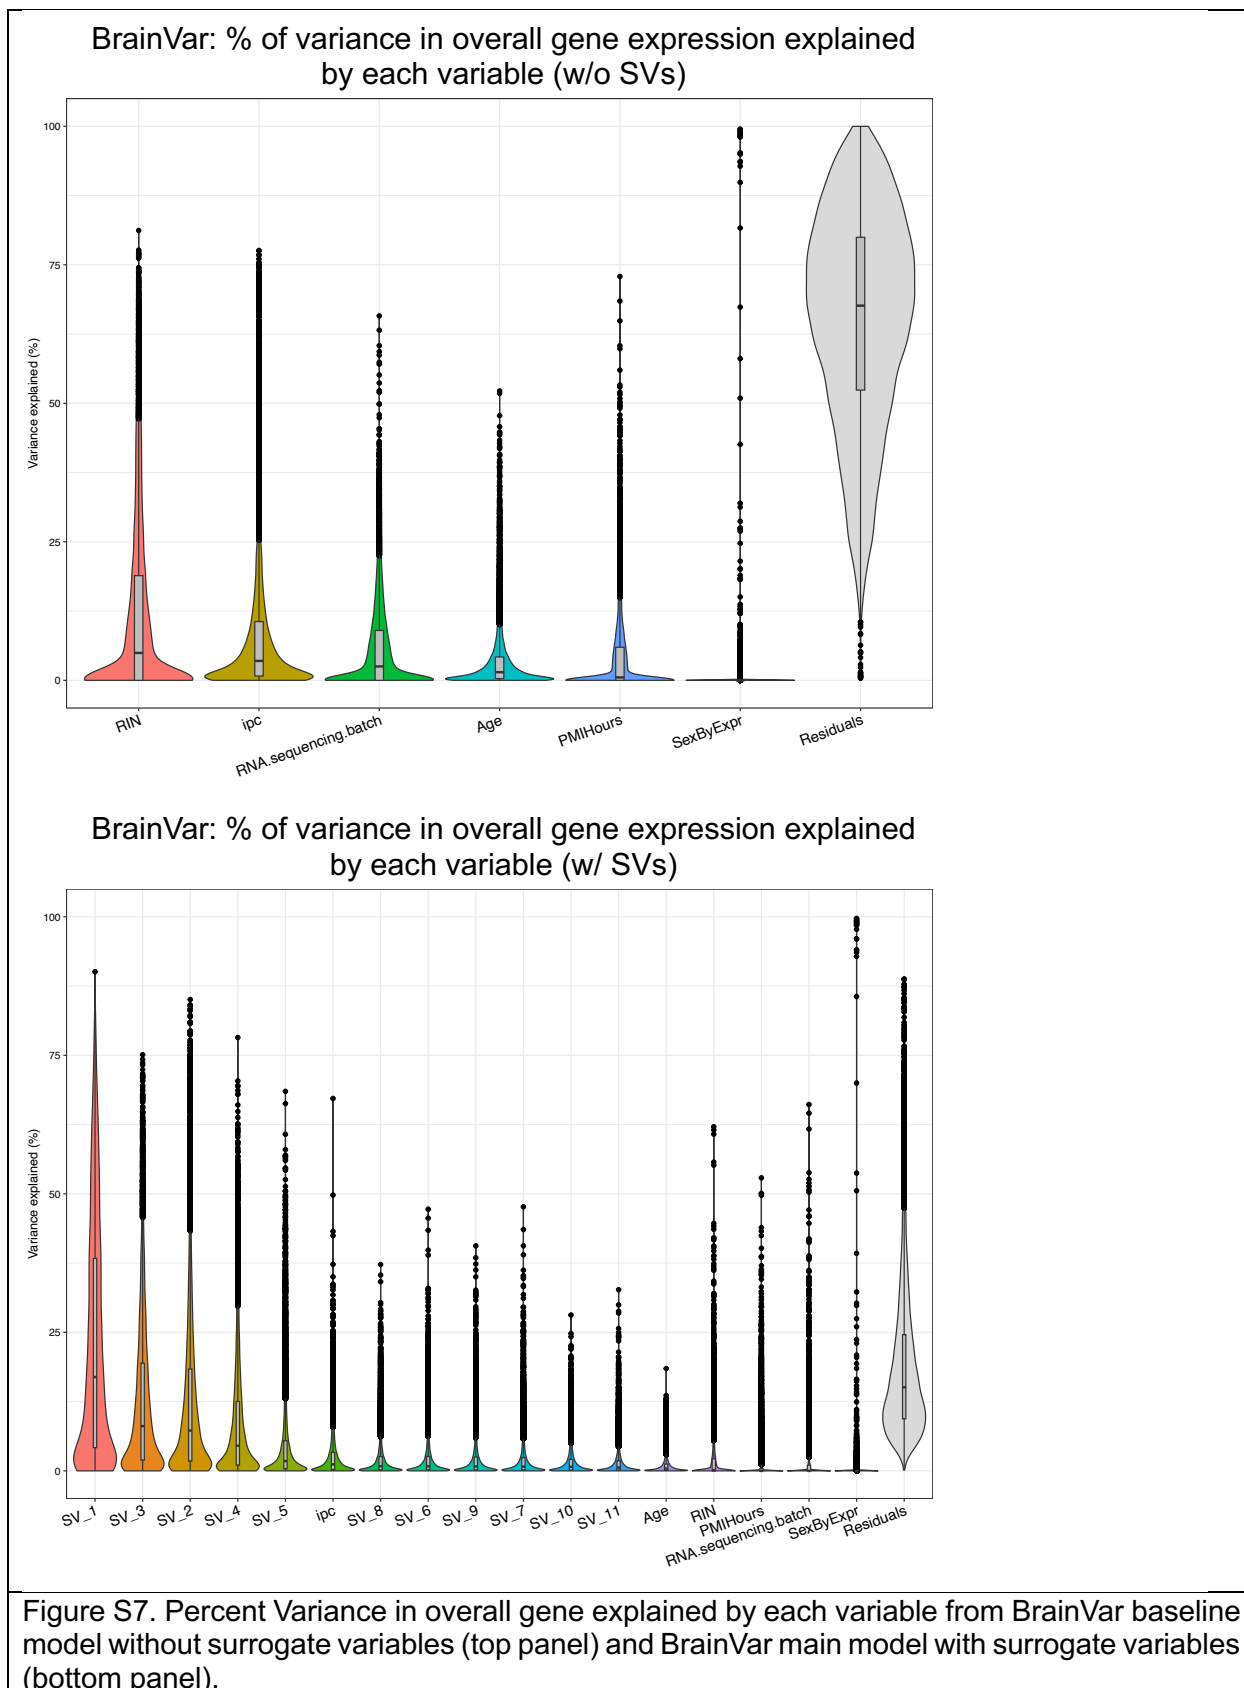 BrainVar: % of variance in overall gene expression explained
by each variable (w/o SVs)
100
75
50
25
0
Variance explained (%)
RIN
ipc
RNA.sequencing.batch
Age
PMIHours
SexByExpr
Residuals
BrainVar: % of variance in overall gene expression explained
by each variable (w/ SVs)
100
75
50
25
0
Variance explained (%)
SV_1
SV_3
SV_2
SV_4
SV_5
ipc
SV_8
SV_6
SV_9
SV_7
SV_10
SV_11
Age
RIN
PMIHours
RNA.sequencing.batch
SexByExpr
Residuals
Figure S7. Percent Variance in overall gene explained by each variable from BrainVar baseline
model without surrogate variables (top panel) and BrainVar main model with surrogate variables
(bottom panel).